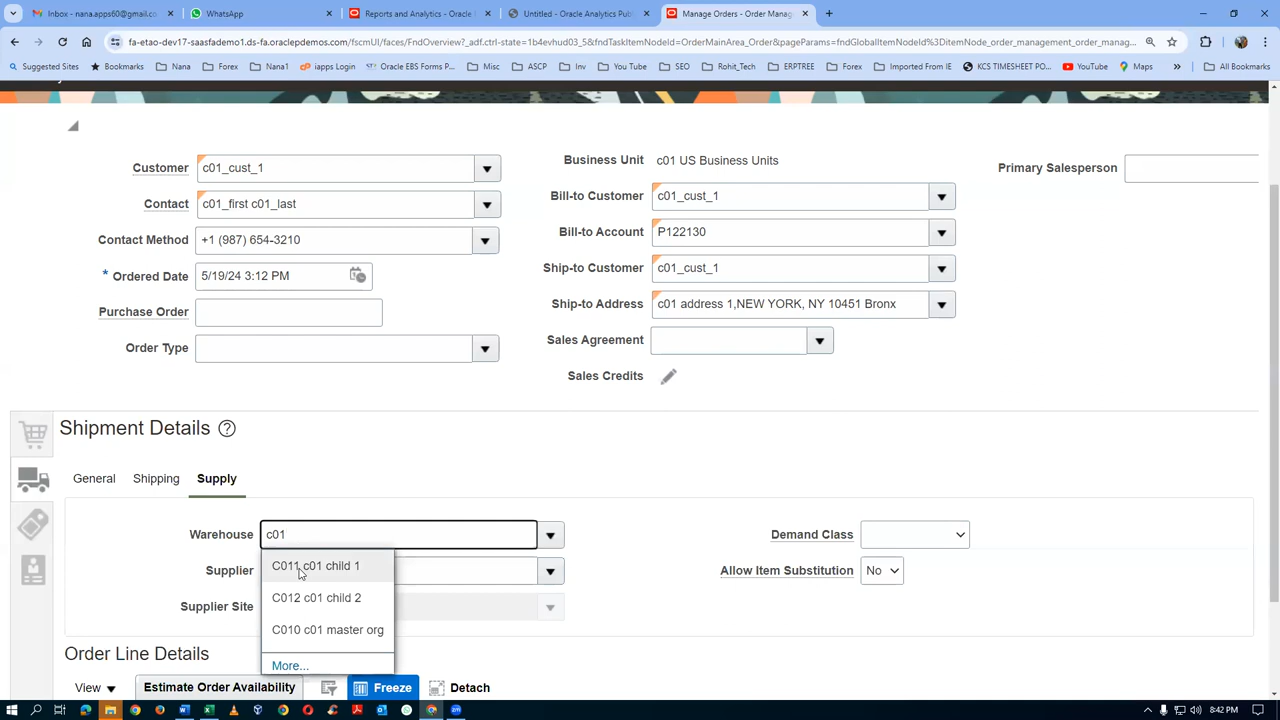 nana.apps60@gmail.co
WhatsApp
Reports and Analytics - Oracle
Untitled - Oracle Analytics Pub
Manage Orders - Order Manag
fa-etao-dev17-saasfademo1.ds-fa.oraclepdemos.com/fscmUI/faces/FndOverview?_adf.ctrl-state=1b4evhud03_5&fndTaskItemNodeId=OrderMainArea_Order&pageParams=fndGlobalItemNodeId%3DitemNode_order_management_order_manag...
Suggested Sites
Bookmarks
Nana
Forex
Nana1
iapps Login
Oracle EBS Forms P...
Misc
ASCP
Inv
You Tube
SEO
Rohit_Tech
ERPTREE
Forex
Imported From IE
KCS TIMESHEET PO...
YouTube
Maps
»
All Bookmarks
Customer c01_cust_1
Business Unit c01 US Business Units
Primary Salesperson
Contact c01_first c01_last
Bill-to Customer c01_cust_1
Contact Method +1 (987) 654-3210
Bill-to Account P122130
* Ordered Date 5/19/24 3:12 PM
Ship-to Customer c01_cust_1
Purchase Order
Ship-to Address c01 address 1,NEW YORK, NY 10451 Bronx
Order Type
Sales Agreement
Sales Credits
Shipment Details
General Shipping Supply
Warehouse c01
Demand Class
C011 c01 child 1
Supplier
Allow Item Substitution No
C012 c01 child 2
Supplier Site
C010 c01 master org
Order Line Details
More...
View Estimate Order Availability Freeze Detach
8:42 PM